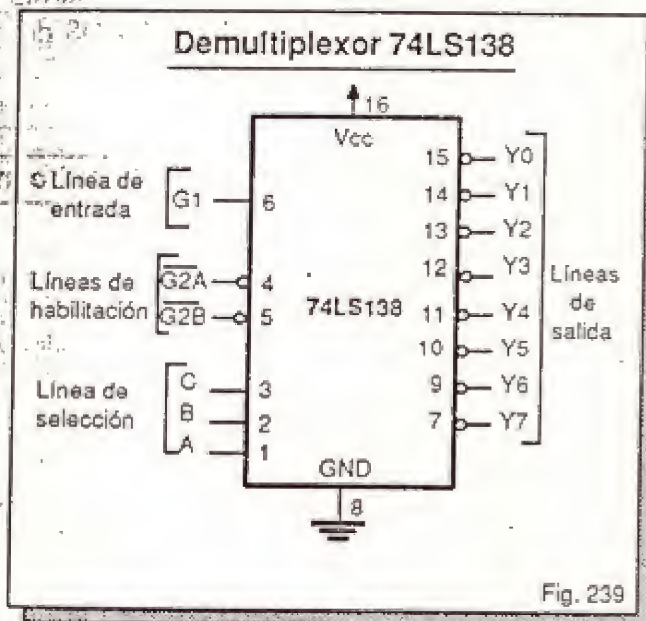 Demultiplexor 74LS138
16
Vcc
Línea de
entrada
G1
6
Líneas de
habilitación
G2A
4
G2B
5
74LS138
Línea de
selección
C
3
B
2
A
1
15
Y0
14
Y1
13
Y2
12
Y3
11
Y4
10
Y5
9
Y6
7
Y7
Líneas
de
salida
GND
8
Fig. 239